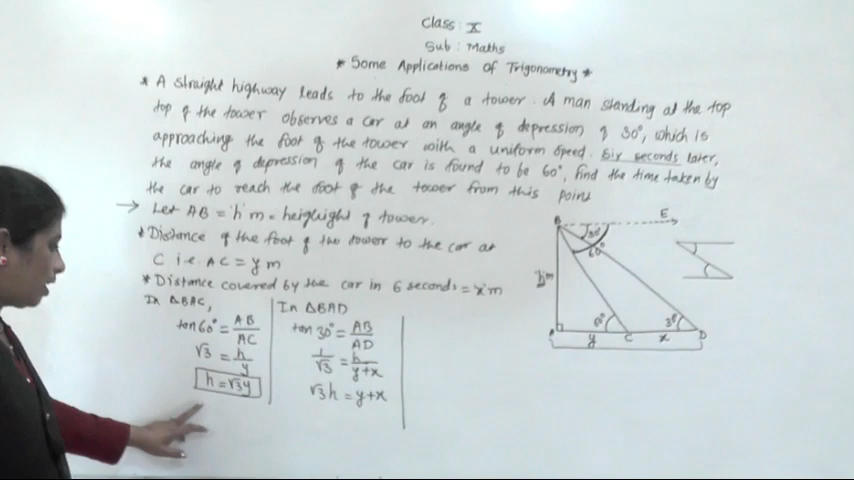 Class : X
Sub : Maths
* Some Applications Of Trigonometry *
* A straight highway leads to the foot of a tower. A man standing at the top
top of the tower observes a car at an angle of depression of 30°, which is
approaching the foot of the tower with a uniform speed. Six seconds later,
the angle of depression of the car is found to be 60°, find the time taken by
the car to reach the foot of the tower from this point
→ Let AB = 'h' m = heighight of tower.
* Distance of the foot of the tower to the car at
C i.e. AC = y m
* Distance covered by the car in 6 seconds = 'x' m
In ΔBAC,
tan 60° = AB/AC
√3 = h/y
h = √3y
In ΔBAD
tan 30° = AB/AD
1/√3 = h/y+x
√3h = y+x
B
E
30°
60°
'h' m
60°
30°
A
C
D
y
x